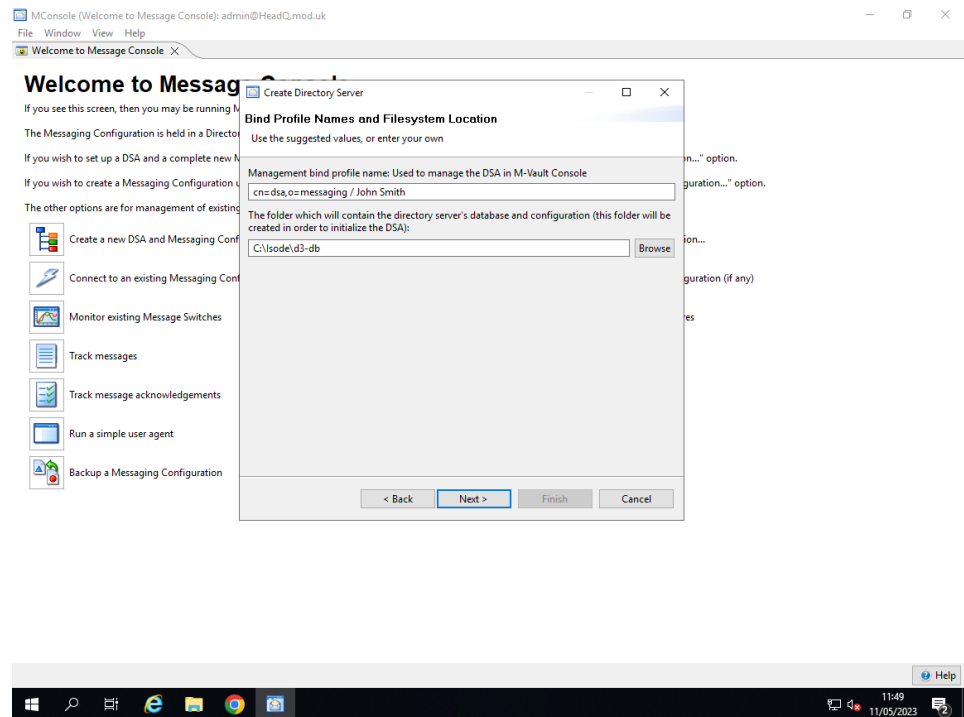 MConsole (Welcome to Message Console): admin@HeadQ.mod.uk
File Window View Help
Welcome to Message Console
Welcome to Messag
If you see this screen, then you may be running M
The Messaging Configuration is held in a Director
If you wish to set up a DSA and a complete new M
on..." option.
If you wish to create a Messaging Configuration u
guration..." option.
The other options are for management of existing
Create a new DSA and Messaging Conf
ion...
Connect to an existing Messaging Conf
guration (if any)
Monitor existing Message Switches
res
Track messages
Track message acknowledgements
Run a simple user agent
Backup a Messaging Configuration
Create Directory Server
Bind Profile Names and Filesystem Location
Use the suggested values, or enter your own
Management bind profile name: Used to manage the DSA in M-Vault Console
cn=dsa,o=messaging / John Smith
The folder which will contain the directory server's database and configuration (this folder will be
created in order to initialize the DSA):
C:\Isode\d3-db
Browse
< Back
Next >
Finish
Cancel
Help
11:49
11/05/2023
2